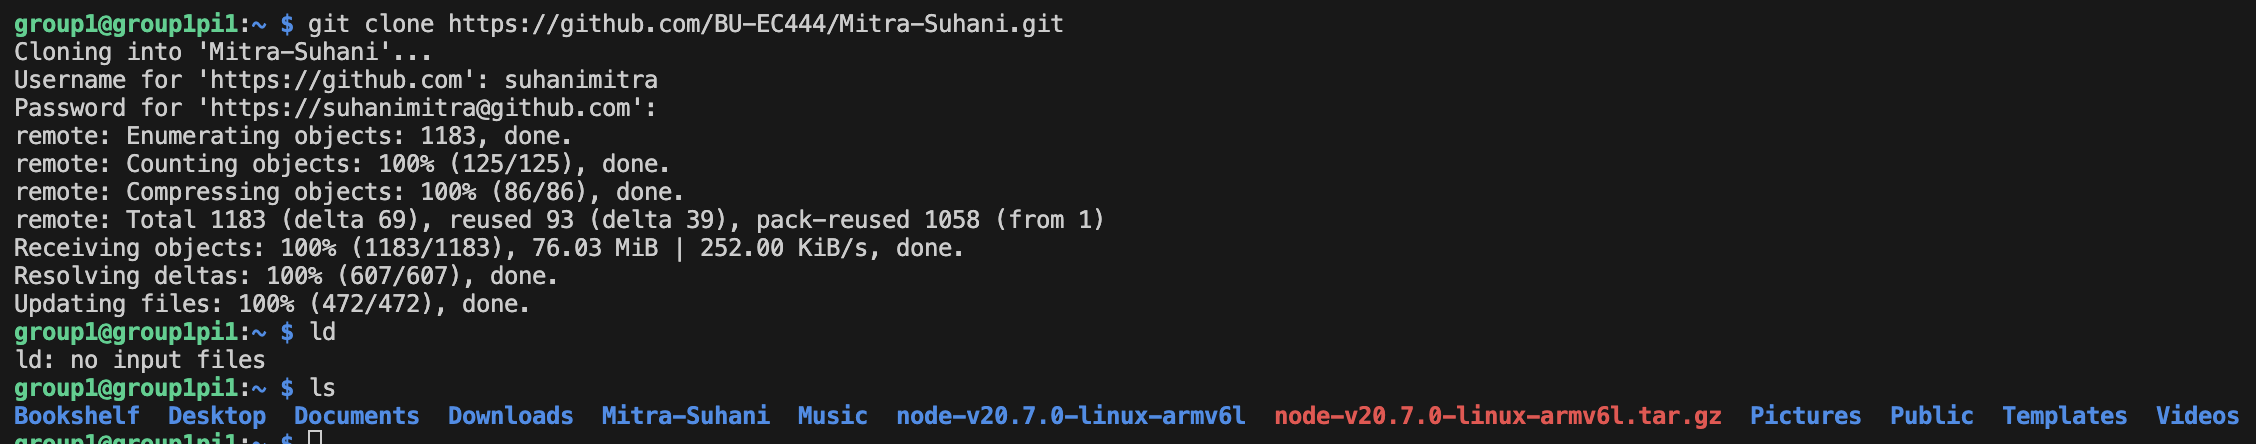 group1@group1pi1:~ $ git clone https://github.com/BU-EC444/Mitra-Suhani.git
Cloning into 'Mitra-Suhani'...
Username for 'https://github.com': suhanimitra
Password for 'https://suhanimitra@github.com':
remote: Enumerating objects: 1183, done.
remote: Counting objects: 100% (125/125), done.
remote: Compressing objects: 100% (86/86), done.
remote: Total 1183 (delta 69), reused 93 (delta 39), pack-reused 1058 (from 1)
Receiving objects: 100% (1183/1183), 76.03 MiB | 252.00 KiB/s, done.
Resolving deltas: 100% (607/607), done.
Updating files: 100% (472/472), done.
group1@group1pi1:~ $ ld
ld: no input files
group1@group1pi1:~ $ ls
Bookshelf  Desktop  Documents  Downloads  Mitra-Suhani  Music  node-v20.7.0-linux-armv6l  node-v20.7.0-linux-armv6l.tar.gz  Pictures  Public  Templates  Videos
group1@group1pi1:~ $